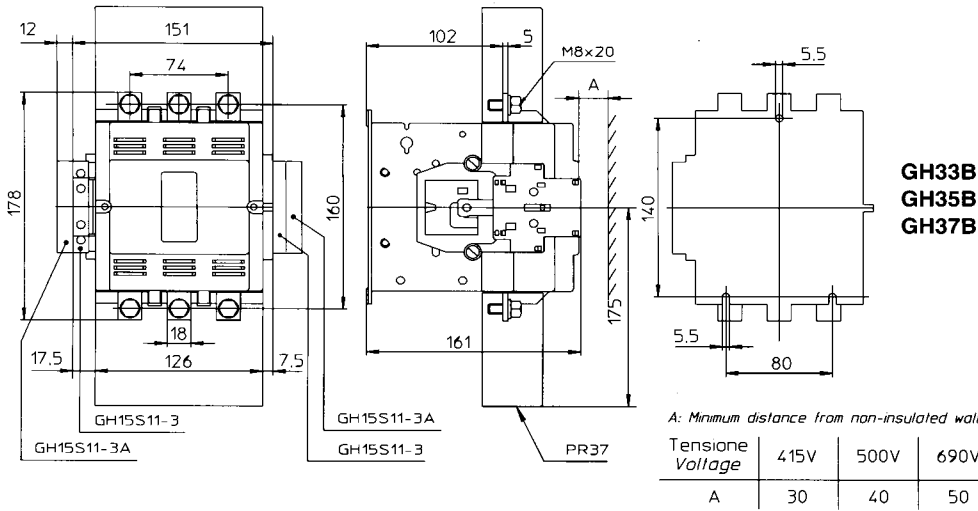 12
151
74
178
160
18
17.5
126
7.5
GH15S11-3
GH15S11-3A
GH15S11-3A
GH15S11-3
102
5
M8x20
A
161
175
PR37
5.5
140
5.5
80
GH33B
GH35B
GH37B
A: Minimum distance from non-insulated wall
Tensione Voltage 415V 500V 690V
A 30 40 50